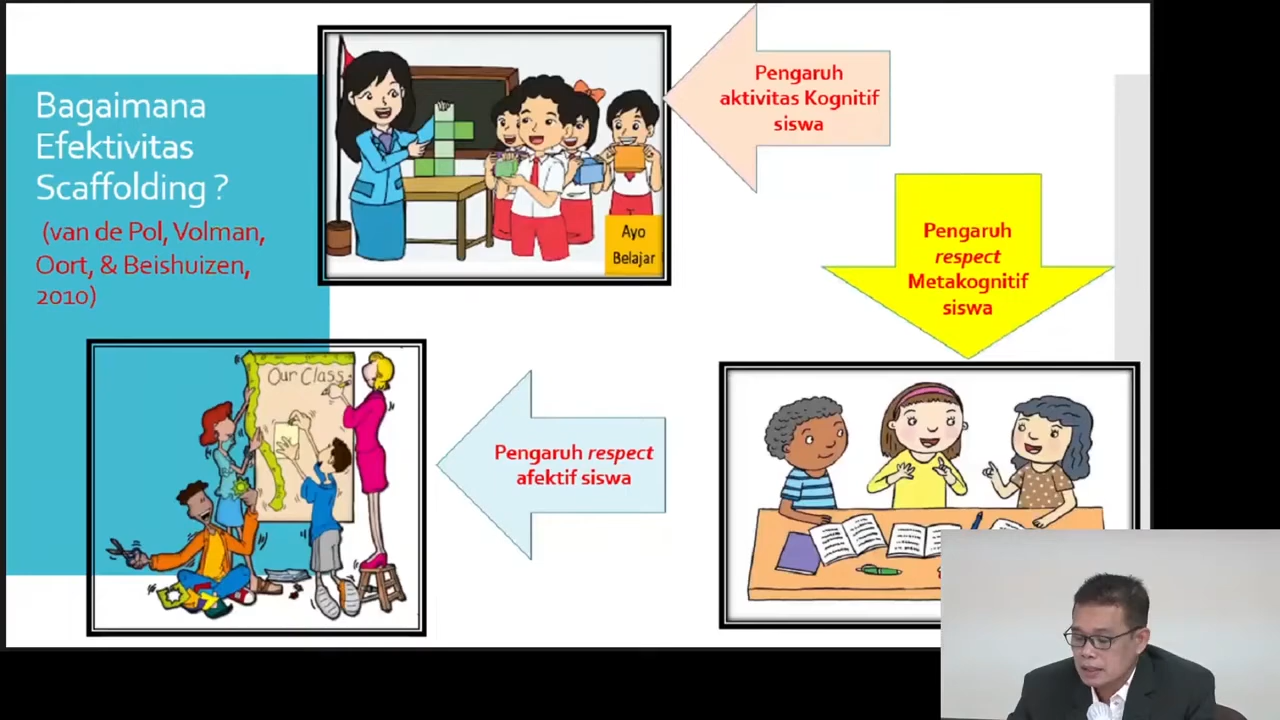 Bagaimana
Efektivitas
Scaffolding ?
(van de Pol, Volman,
Oort, & Beishuizen,
2010)
Ayo
Belajar
Pengaruh
aktivitas Kognitif
siswa
Pengaruh
respect
Metakognitif
siswa
Our Class
Pengaruh respect
afektif siswa